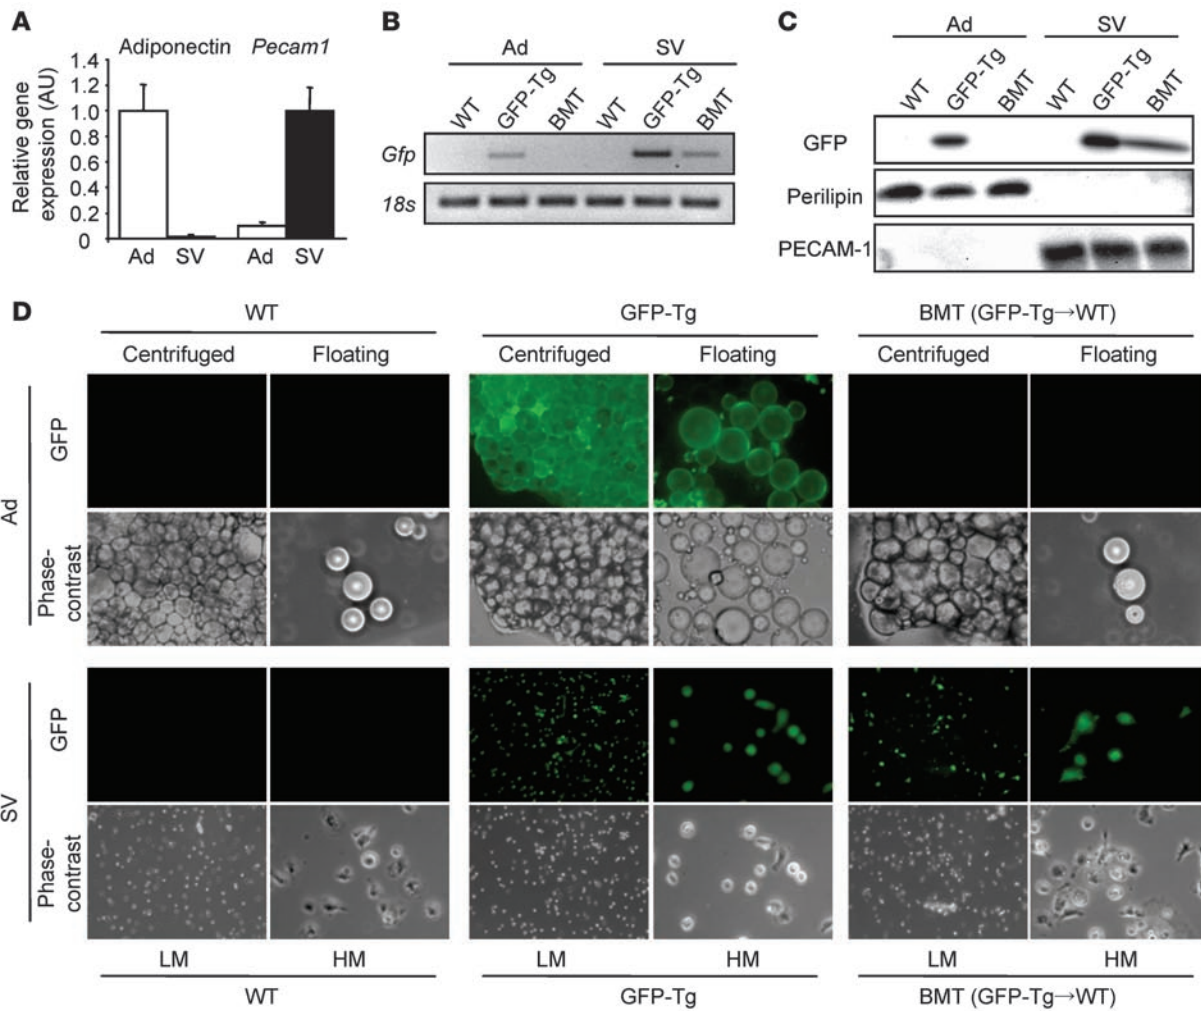 A
Adiponectin Pecam1
Relative gene
expression (AU)
1.4
1.2
1.0
0.8
0.6
0.4
0.2
0
Ad SV Ad SV
B
Ad SV
WT GFP-Tg BMT WT GFP-Tg BMT
Gfp
18s
C
Ad SV
WT GFP-Tg BMT WT GFP-Tg BMT
GFP
Perilipin
PECAM-1
D
WT GFP-Tg BMT (GFP-Tg→WT)
Centrifuged Floating Centrifuged Floating Centrifuged Floating
Ad
GFP
Phase-
contrast
SV
GFP
Phase-
contrast
LM HM LM HM LM HM
WT GFP-Tg BMT (GFP-Tg→WT)